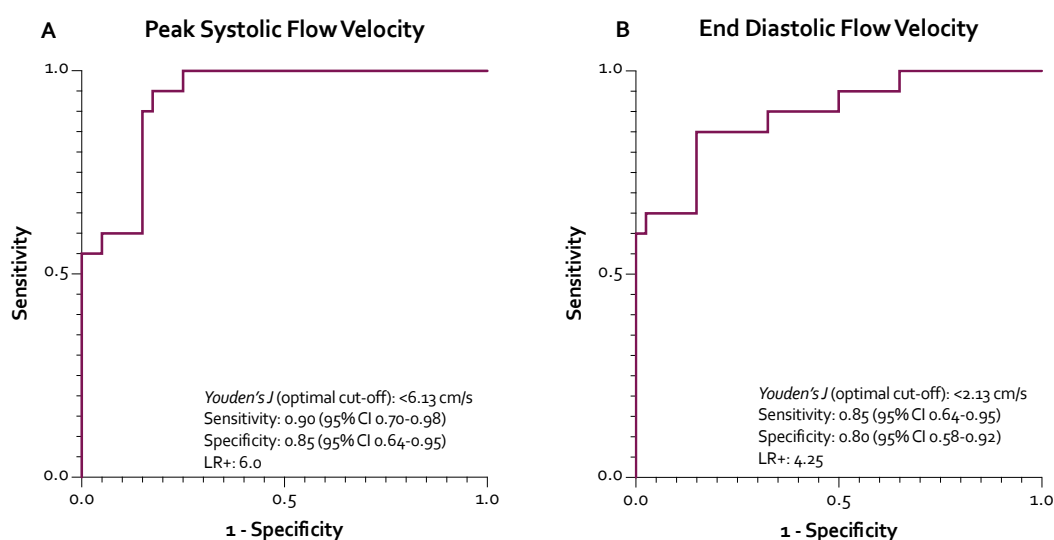 A Peak Systolic Flow Velocity
1.0
0.5
0.0
Sensitivity
Youden's J (optimal cut-off): <6.13 cm/s
Sensitivity: 0.90 (95% CI 0.70-0.98)
Specificity: 0.85 (95% CI 0.64-0.95)
LR+: 6.0
0.0 0.5 1.0
1 - Specificity
B End Diastolic Flow Velocity
1.0
0.5
0.0
Sensitivity
Youden's J (optimal cut-off): <2.13 cm/s
Sensitivity: 0.85 (95% CI 0.64-0.95)
Specificity: 0.80 (95% CI 0.58-0.92)
LR+: 4.25
0.0 0.5 1.0
1 - Specificity